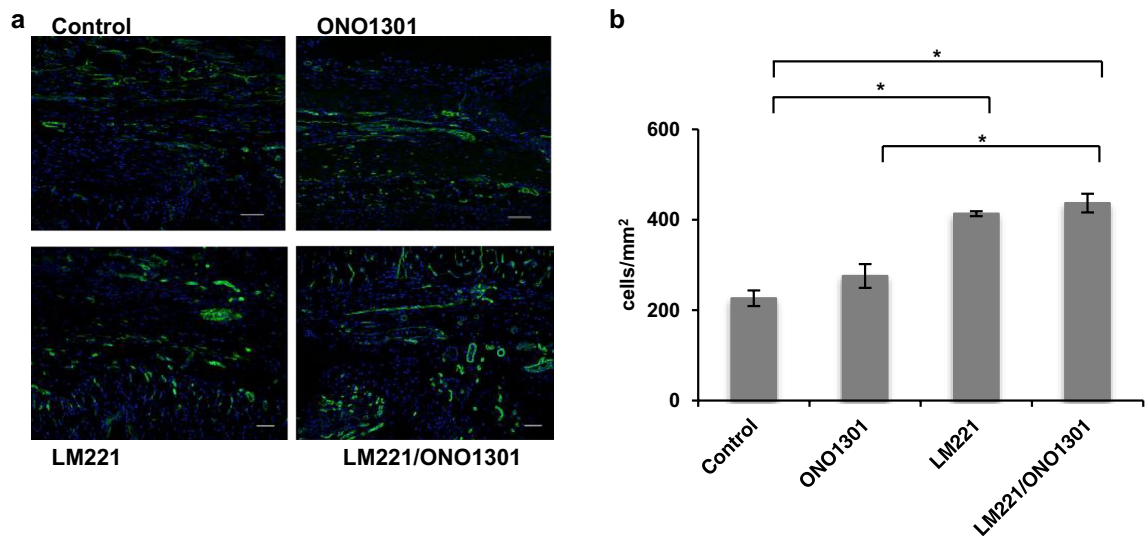 a
Control
ONO1301
LM221
LM221/ONO1301
b
*
*
*
cells/mm²
600
400
200
0
Control
ONO1301
LM221
LM221/ONO1301